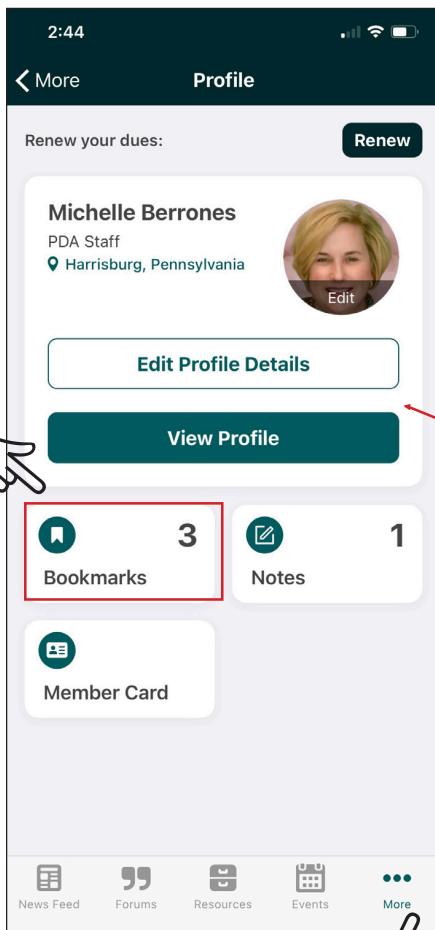 2:44
More
Profile
Renew your dues:
Renew
Michelle Berrones
PDA Staff
Harrisburg, Pennsylvania
Edit
Edit Profile Details
View Profile
3
Bookmarks
1
Notes
Member Card
News Feed
Forums
Resources
Events
More